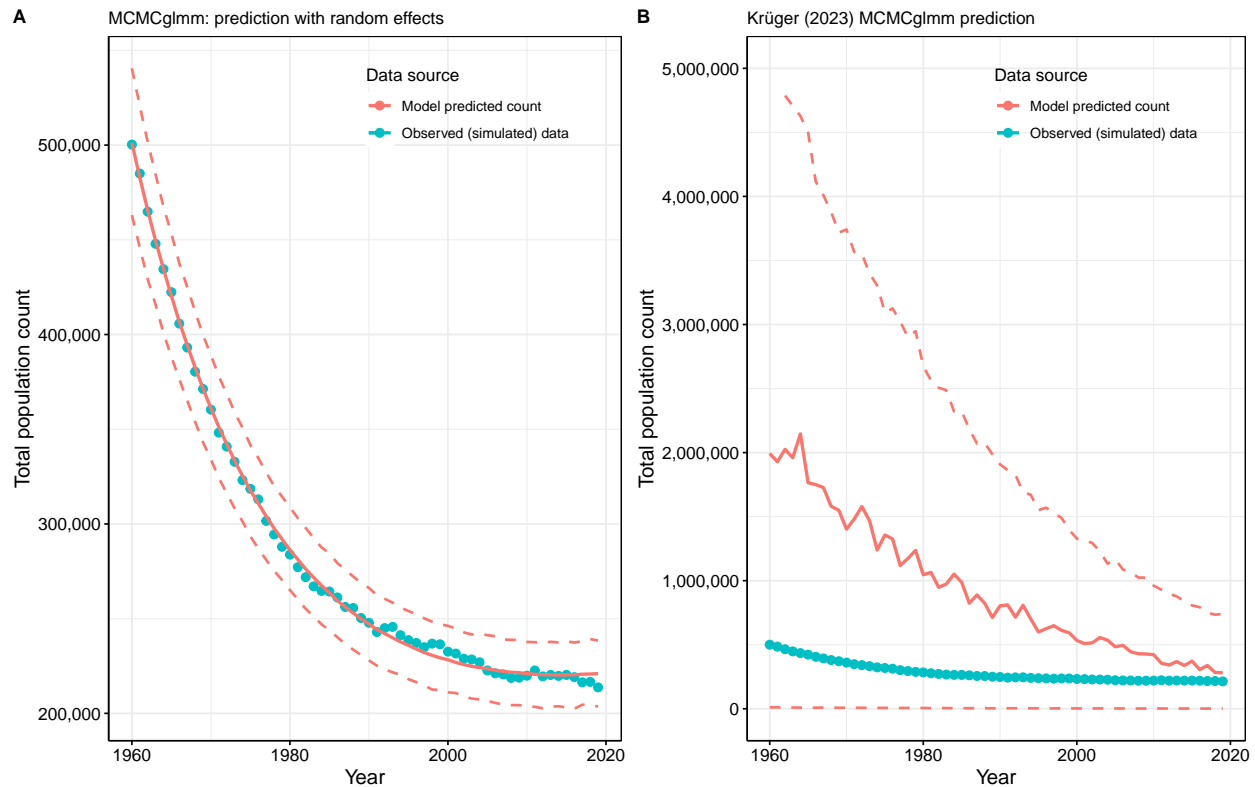 A
MCMCglmm: prediction with random effects
Total population count
500,000
400,000
300,000
200,000
Data source
Model predicted count
Observed (simulated) data
1960
1980
2000
2020
Year
B
Krüger (2023) MCMCglmm prediction
Total population count
5,000,000
4,000,000
3,000,000
2,000,000
1,000,000
0
Data source
Model predicted count
Observed (simulated) data
1960
1980
2000
2020
Year